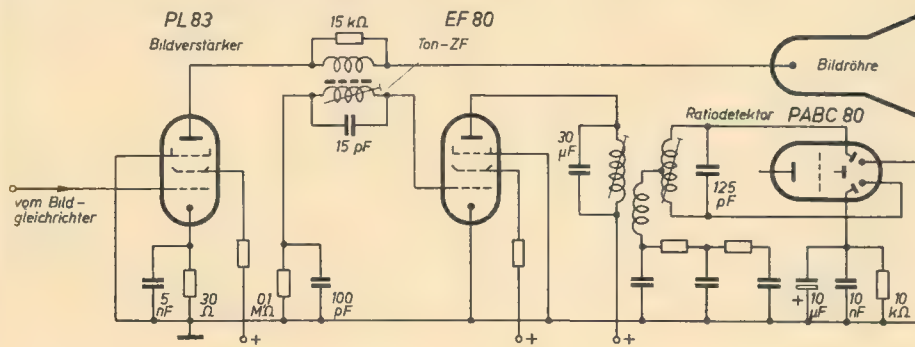 PL 83
Bildverstärker
15 kΩ
EF 80
Ton-ZF
15 pF
Bildröhre
Ratiodetektor
PABC 80
30
μF
125
pF
vom Bild-
gleichrichter
5
nF
30
Ω
+
0,1
MΩ
100
pF
+
+
+
10
μF
10
nF
10
kΩ